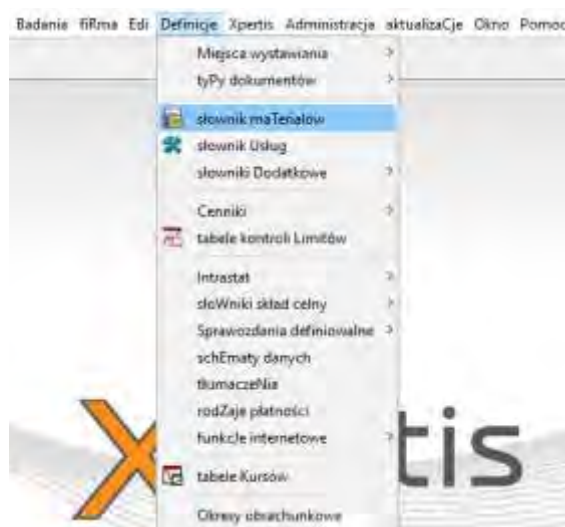 Badania fiRma Edi Definicje Xpertis Administracja aktualizaCje Okno Pomoc
Miejsca wystawiania
tyPy dokumentów
słownik maTeriałów
słownik Usług
słowniki Dodatkowe
Cenniki
tabele kontroli Limitów
Intrastat
słoWniki skład celny
Sprawozdania definiowalne
schEmaty danych
tłumaczeNia
rodZaje płatności
funkcJe internetowe
tabele Kursów
Okresy obrachunkowe
X tis